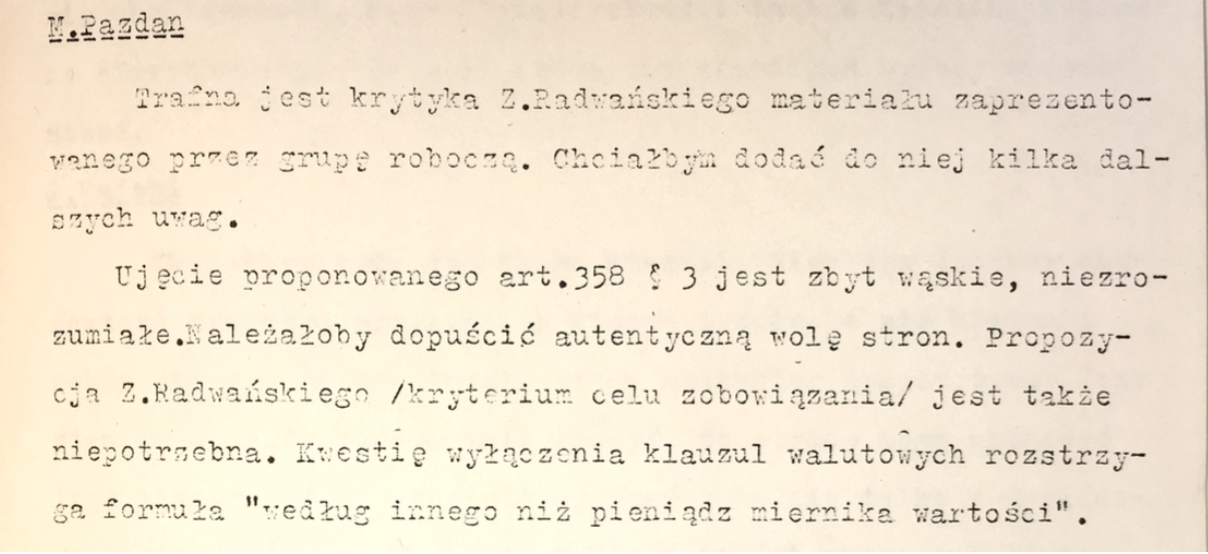 M.Pazdan
Trafna jest krytyka Z.Radwańskiego materiału zaprezento-
wanego przez grupę roboczą. Chciałbym dodać do niej kilka dal-
szych uwag.
Ujęcie proponowanego art.358 § 3 jest zbyt wąskie, niezro-
zumiałe.Należałoby dopuścić autentyczną wolę stron. Propozy-
cja Z.Radwańskiego /kryterium celu zobowiązania/ jest także
niepotrzebna. Kwestię wyłączenia klauzul walutowych rozstrzy-
ga formuła "według innego niż pieniądz miernika wartości".